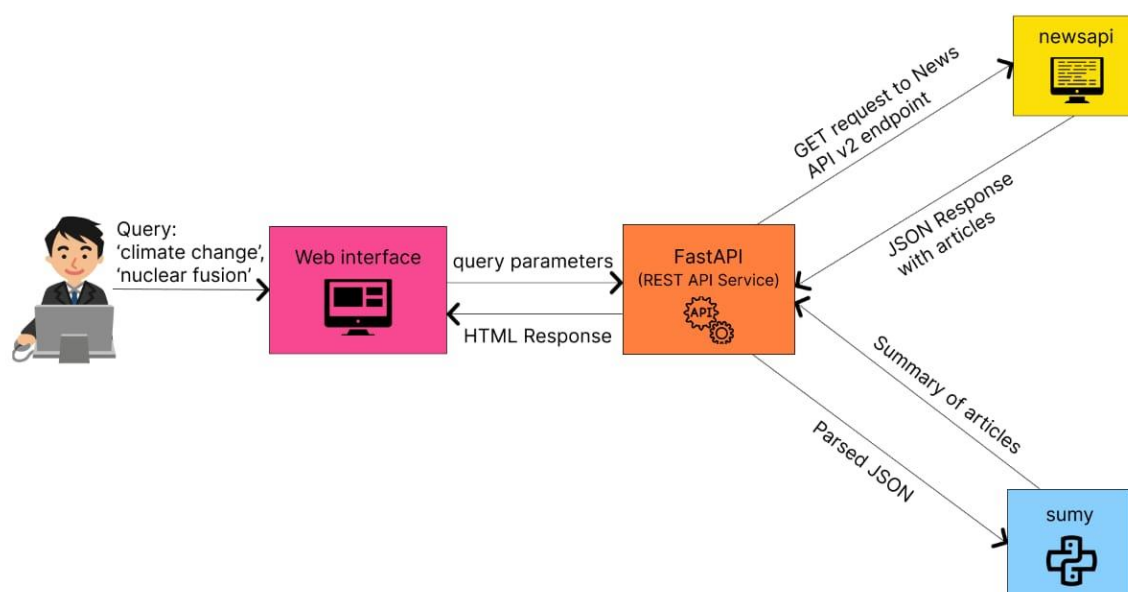 Query:
'climate change',
'nuclear fusion'
Web interface
query parameters
HTML Response
FastAPI
(REST API Service)
API
GET request to News
API v2 endpoint
newsapi
JSON Response
with articles
Summary of articles
Parsed JSON
sumy